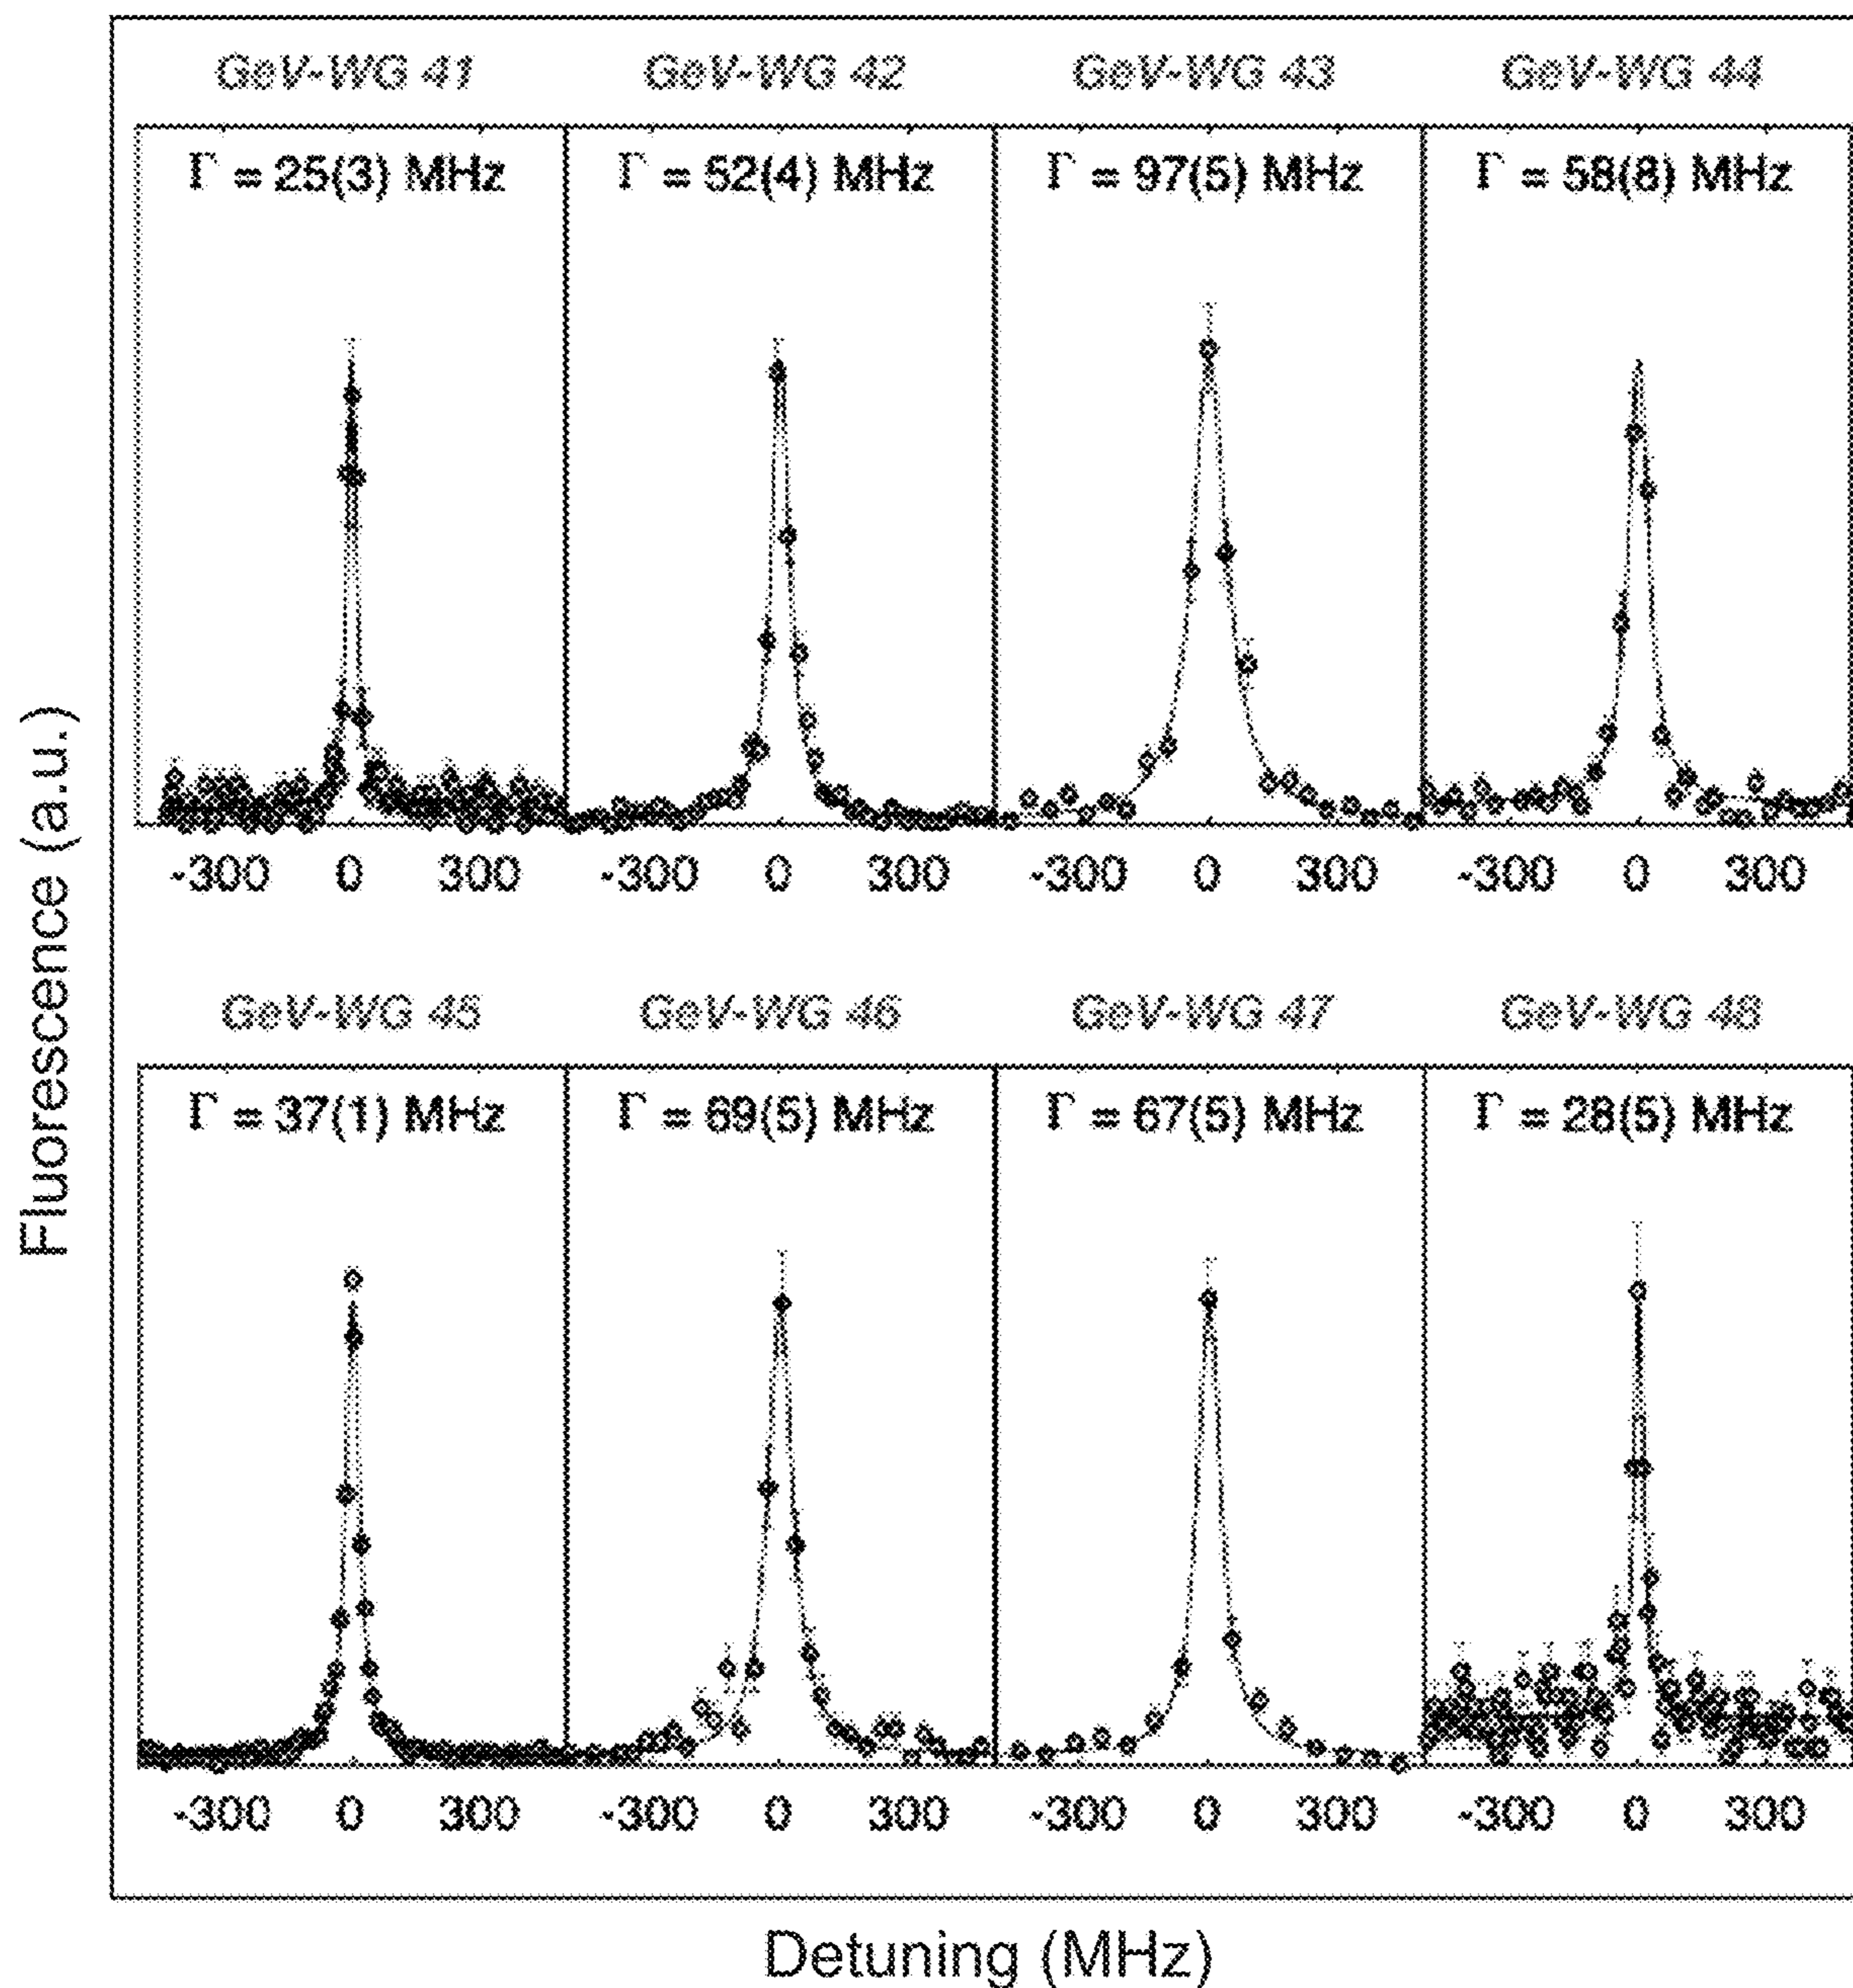 GeV-WG 41 GeV-WG 42 GeV-WG 43 GeV-WG 44
Γ = 25(3) MHz Γ = 52(4) MHz Γ = 97(5) MHz Γ = 58(8) MHz
-300 0 300 -300 0 300 -300 0 300 -300 0 300
Fluorescence (a.u.)
GeV-WG 45 GeV-WG 46 GeV-WG 47 GeV-WG 48
Γ = 37(1) MHz Γ = 69(5) MHz Γ = 67(5) MHz Γ = 28(5) MHz
-300 0 300 -300 0 300 -300 0 300 -300 0 300
Detuning (MHz)